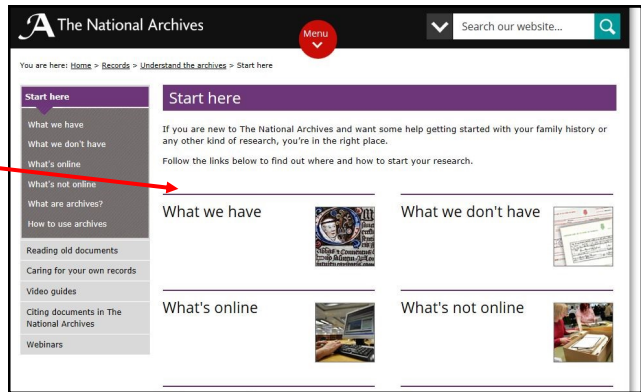 The National Archives
Menu
Search our website...
You are here: Home > Records > Understand the archives > Start here
Start here
What we have
What we don't have
What's online
What's not online
What are archives?
How to use archives
Reading old documents
Caring for your own records
Video guides
Citing documents in The
National Archives
Webinars
Start here
If you are new to The National Archives and want some help getting started with your family history or
any other kind of research, you're in the right place.
Follow the links below to find out where and how to start your research.
What we have
What we don't have
What's online
What's not online